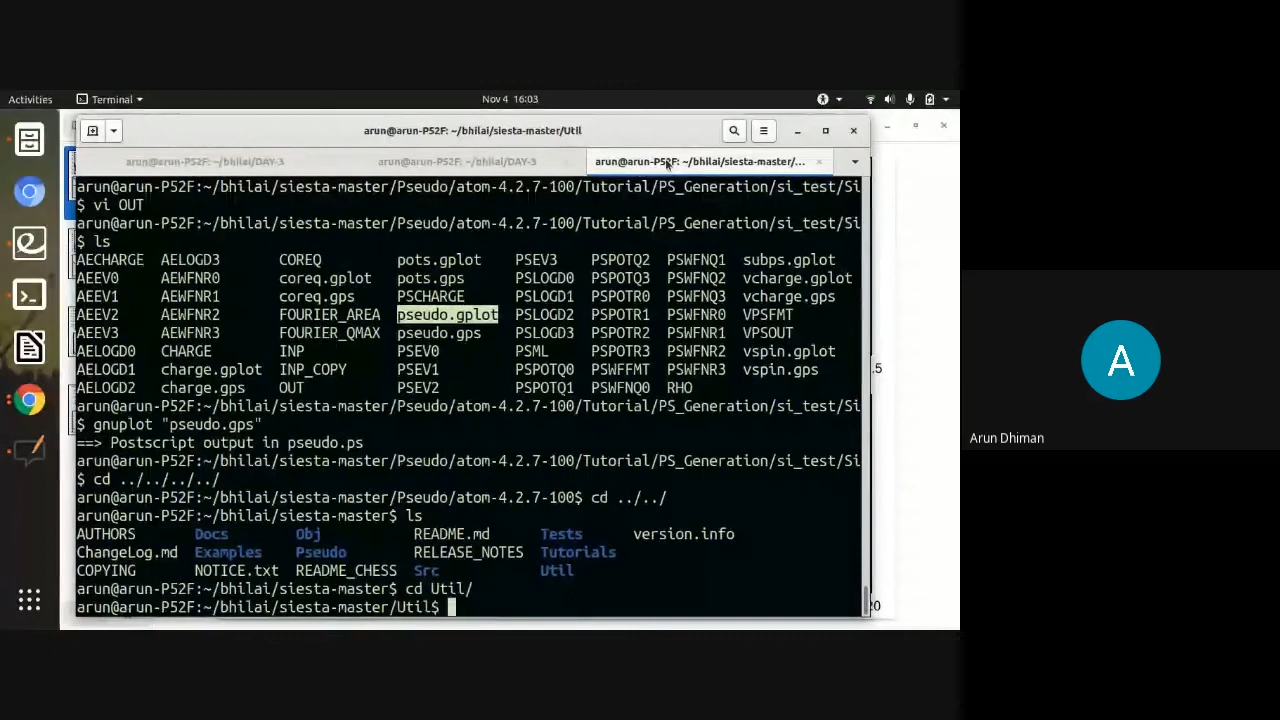 Activities
Terminal
Nov 4 16:03
arun@arun-P52F: ~/bhilai/siesta-master/Util
arun@arun-P52F: ~/bhilai/DAY-3
arun@arun-P52F: ~/bhilai/DAY-3
arun@arun-P52F: ~/bhilai/siesta-master/...
arun@arun-P52F:~/bhilai/siesta-master/Pseudo/atom-4.2.7-100/Tutorial/PS_Generation/si_test/Si
$ vi OUT
arun@arun-P52F:~/bhilai/siesta-master/Pseudo/atom-4.2.7-100/Tutorial/PS_Generation/si_test/Si
$ ls
AECHARGE AELOGD3 COREQ pots.gplot PSEV3 PSPOTQ2 PSWFNQ1 subps.gplot
AEEV0 AEWFNR0 coreq.gplot pots.gps PSLOGD0 PSPOTQ3 PSWFNQ2 vcharge.gplot
AEEV1 AEWFNR1 coreq.gps PSCHARGE PSLOGD1 PSPOTR0 PSWFNQ3 vcharge.gps
AEEV2 AEWFNR2 FOURIER_AREA pseudo.gplot PSLOGD2 PSPOTR1 PSWFNR0 VPSFMT
AEEV3 AEWFNR3 FOURIER_QMAX pseudo.gps PSLOGD3 PSPOTR2 PSWFNR1 VPSOUT
AELOGD0 CHARGE INP PSEV0 PSML PSPOTR3 PSWFNR2 vspin.gplot
AELOGD1 charge.gplot INP_COPY PSEV1 PSPOTQ0 PSWFFMT PSWFNR3 vspin.gps
AELOGD2 charge.gps OUT PSEV2 PSPOTQ1 PSWFNQ0 RHO
arun@arun-P52F:~/bhilai/siesta-master/Pseudo/atom-4.2.7-100/Tutorial/PS_Generation/si_test/Si
$ gnuplot "pseudo.gps"
==> Postscript output in pseudo.ps
arun@arun-P52F:~/bhilai/siesta-master/Pseudo/atom-4.2.7-100/Tutorial/PS_Generation/si_test/Si
$ cd ../../../../
arun@arun-P52F:~/bhilai/siesta-master/Pseudo/atom-4.2.7-100$ cd ../../
arun@arun-P52F:~/bhilai/siesta-master$ ls
AUTHORS Docs Obj README.md Tests version.info
ChangeLog.md Examples Pseudo RELEASE_NOTES Tutorials
COPYING NOTICE.txt README_CHESS Src Util
arun@arun-P52F:~/bhilai/siesta-master$ cd Util/
arun@arun-P52F:~/bhilai/siesta-master/Util$
.5
20
A
Arun Dhiman